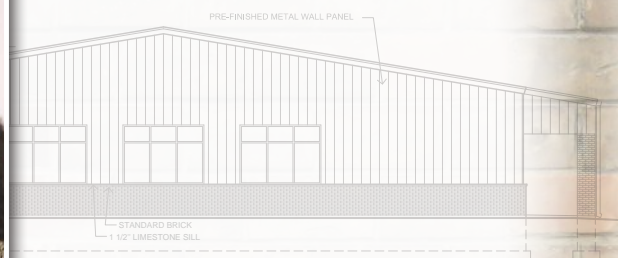 PRE-FINISHED METAL WALL PANEL
STANDARD BRICK
1 1/2" LIMESTONE SILL